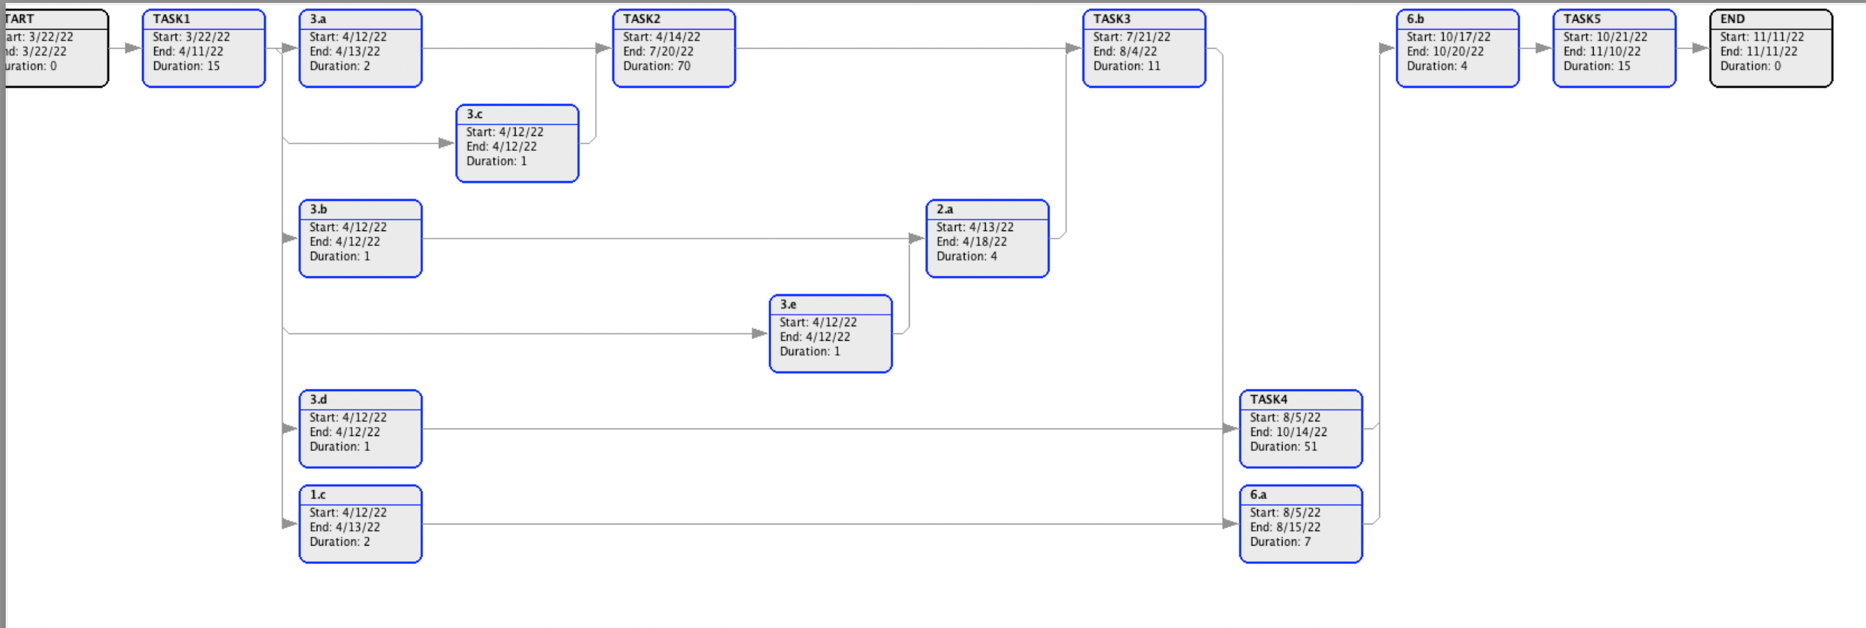 TART
art: 3/22/22
nd: 3/22/22
uration: 0
TASK1
Start: 3/22/22
End: 4/11/22
Duration: 15
3.a
Start: 4/12/22
End: 4/13/22
Duration: 2
TASK2
Start: 4/14/22
End: 7/20/22
Duration: 70
TASK3
Start: 7/21/22
End: 8/4/22
Duration: 11
6.b
Start: 10/17/22
End: 10/20/22
Duration: 4
TASK5
Start: 10/21/22
End: 11/10/22
Duration: 15
END
Start: 11/11/22
End: 11/11/22
Duration: 0
3.c
Start: 4/12/22
End: 4/12/22
Duration: 1
3.b
Start: 4/12/22
End: 4/12/22
Duration: 1
2.a
Start: 4/13/22
End: 4/18/22
Duration: 4
3.e
Start: 4/12/22
End: 4/12/22
Duration: 1
3.d
Start: 4/12/22
End: 4/12/22
Duration: 1
TASK4
Start: 8/5/22
End: 10/14/22
Duration: 51
1.c
Start: 4/12/22
End: 4/13/22
Duration: 2
6.a
Start: 8/5/22
End: 8/15/22
Duration: 7